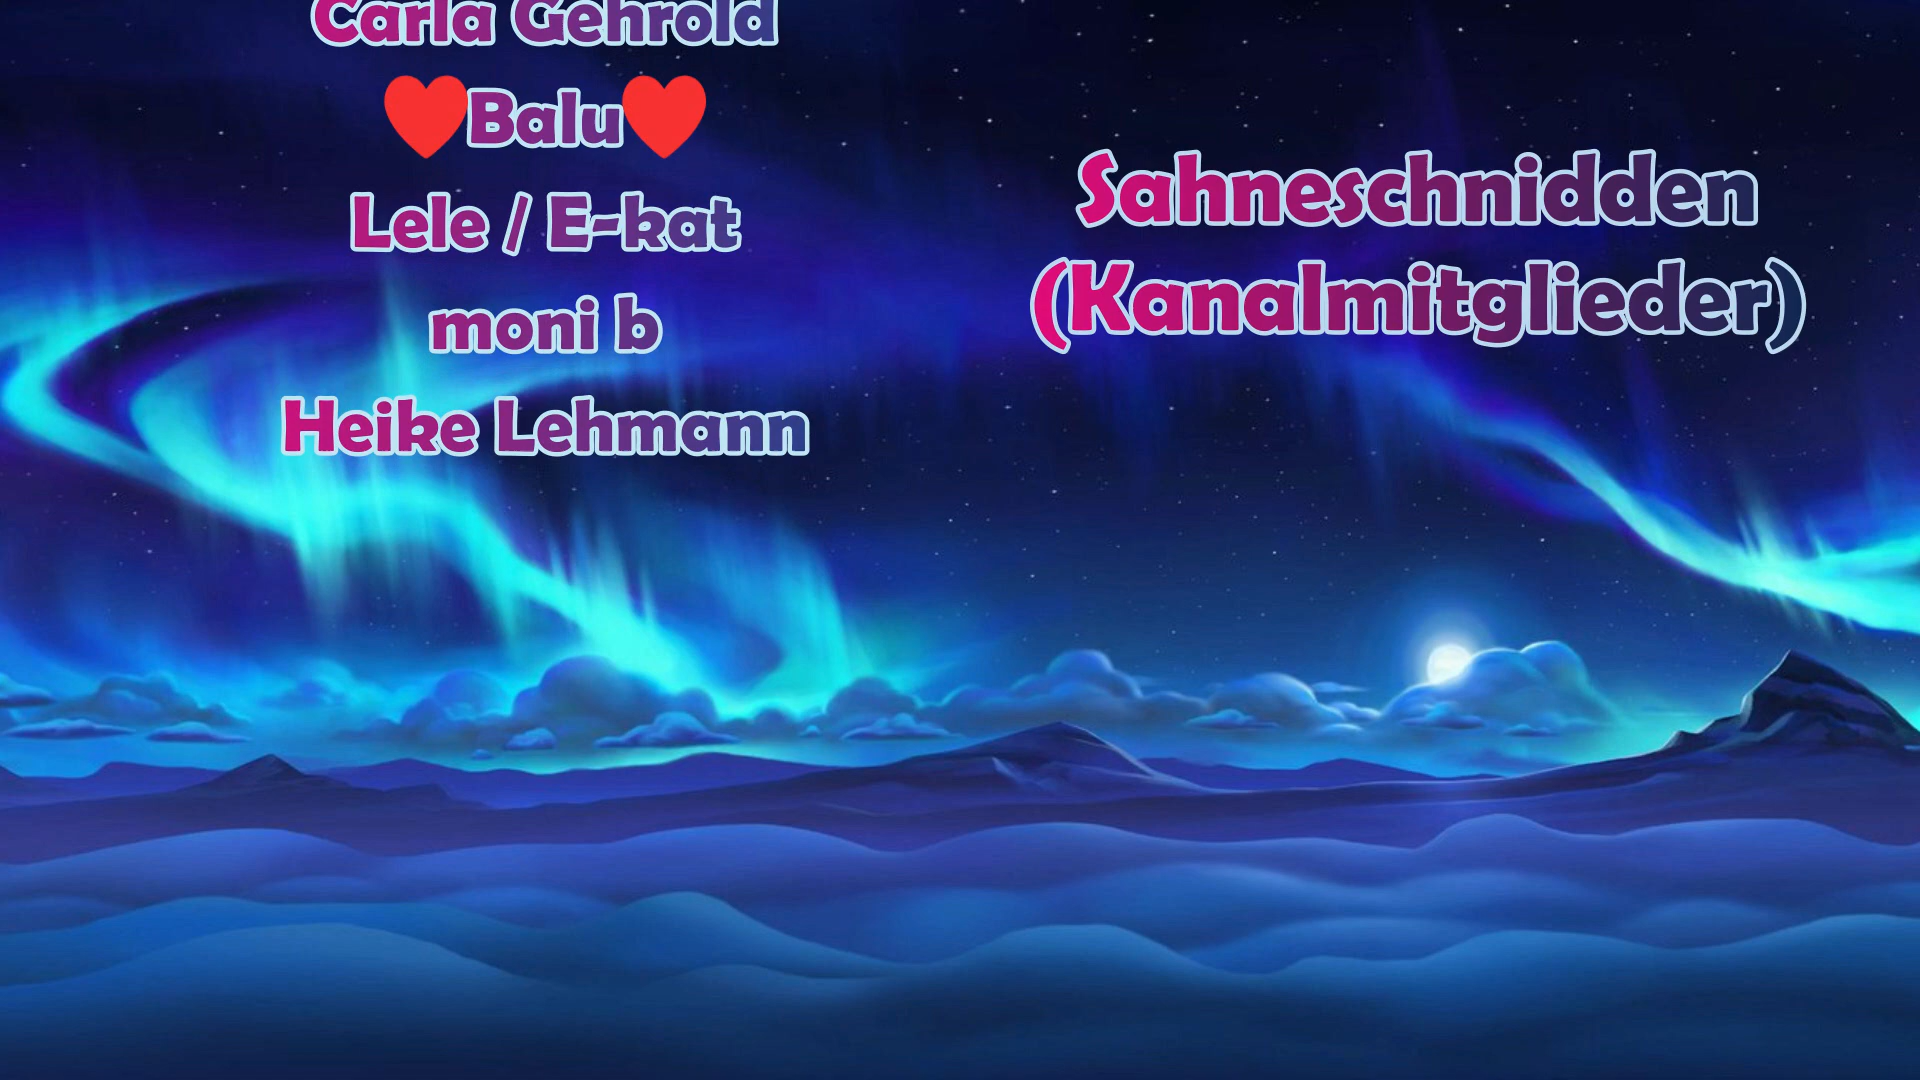 Carla Gehrold
❤️Balu❤️
Lele / E-kat
moni b
Heike Lehmann
Sahneschnidden
(Kanalmitglieder)